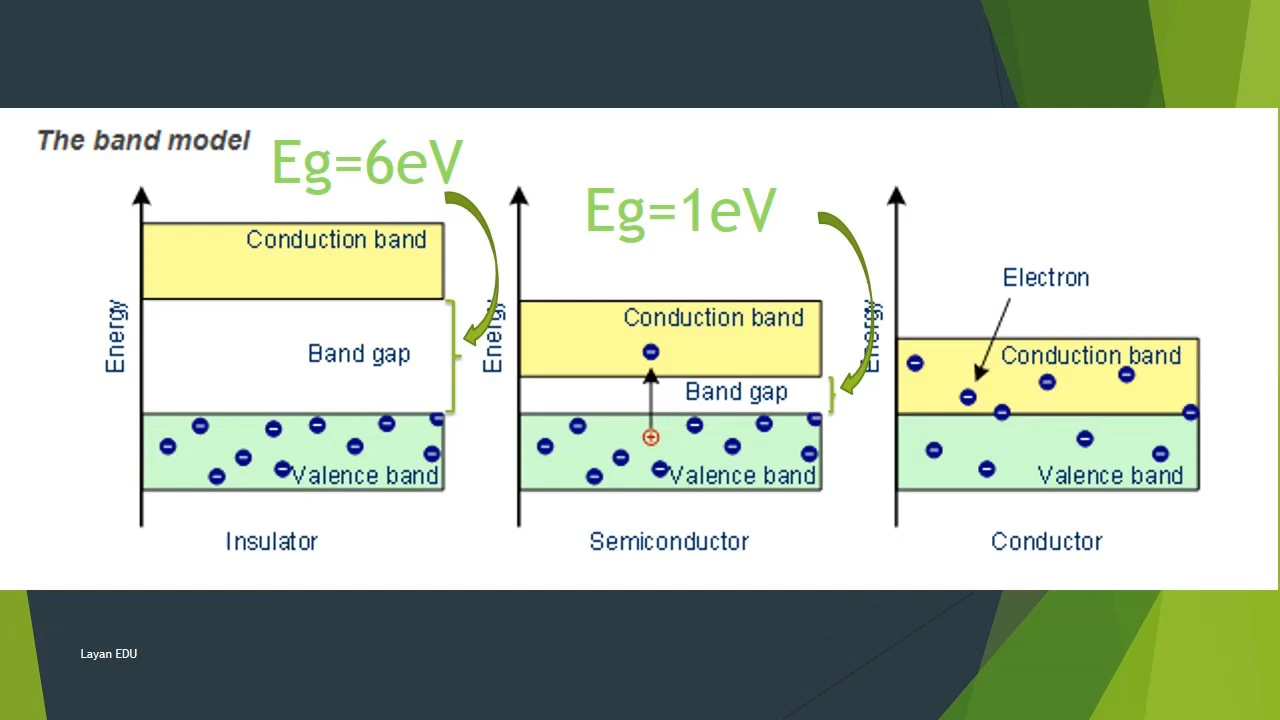 The band model
Eg=6eV
Eg=1eV
Energy
Conduction band
Band gap
Valence band
Insulator
Energy
Conduction band
Band gap
Valence band
Semiconductor
Energy
Electron
Conduction band
Valence band
Conductor
Layan EDU